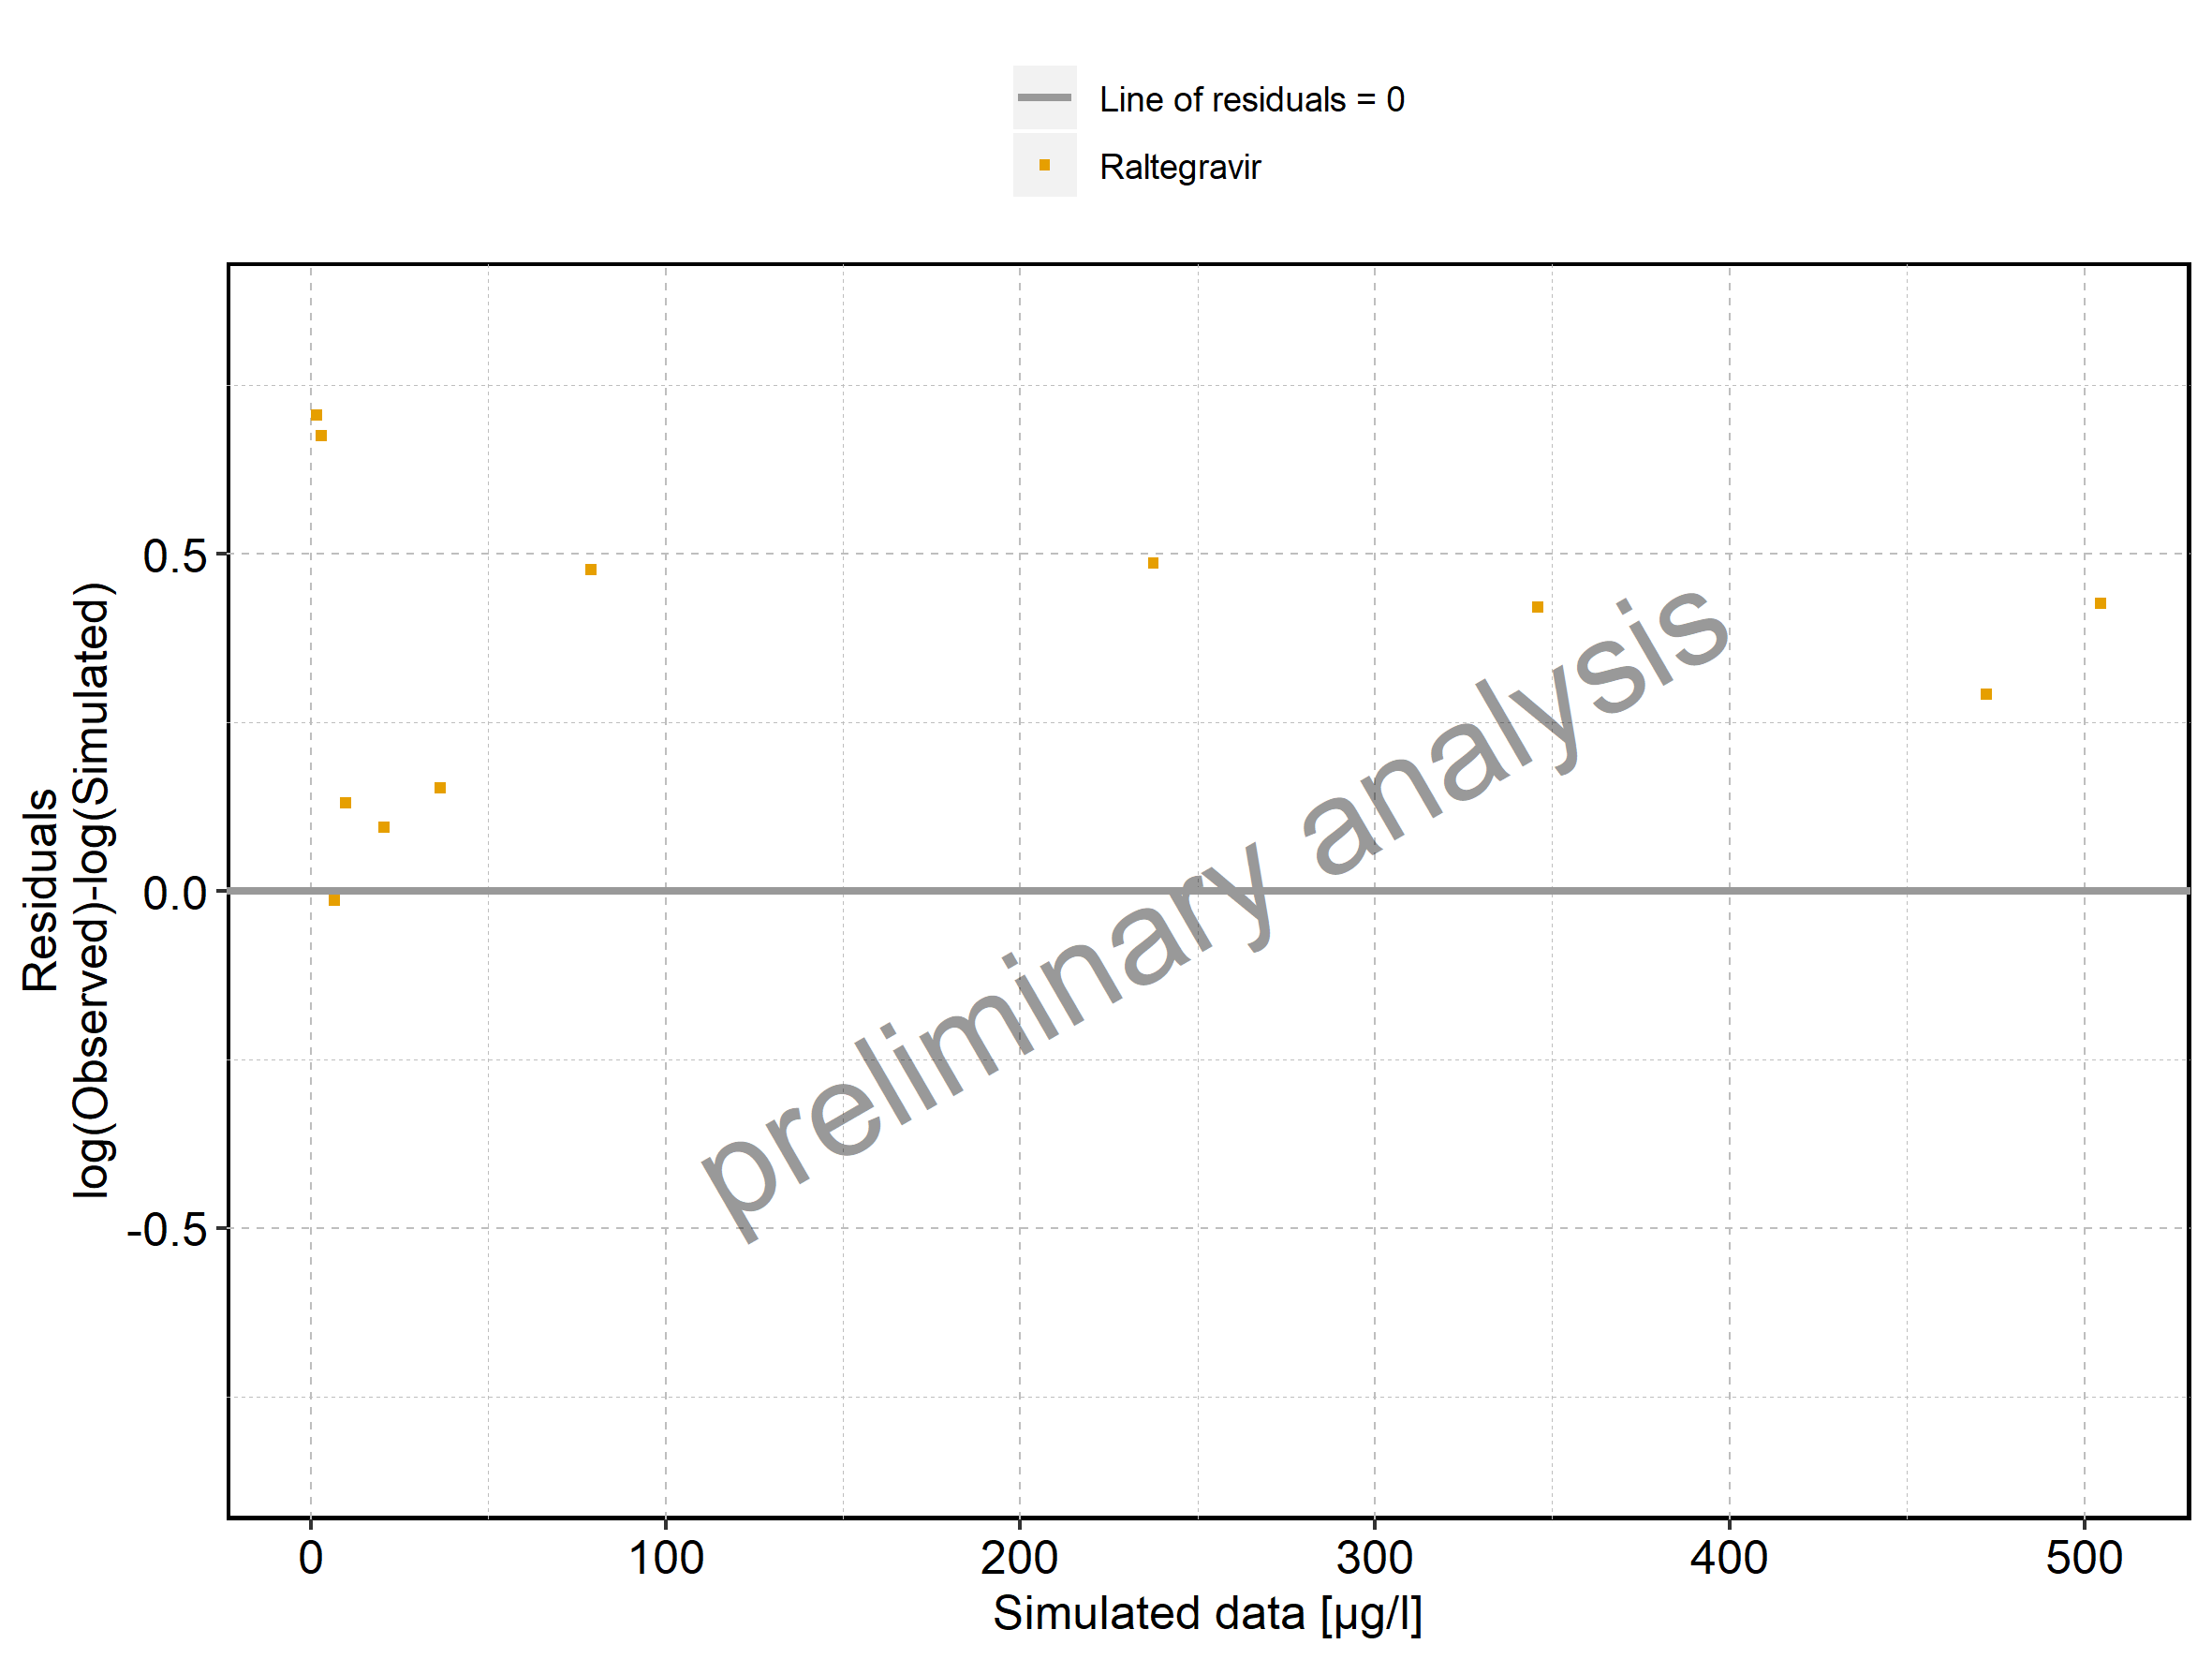 Line of residuals = 0
Raltegravir
Residuals
log(Observed)-log(Simulated)
0.5
0.0
-0.5
preliminary analysis
0 100 200 300 400 500
Simulated data [µg/l]